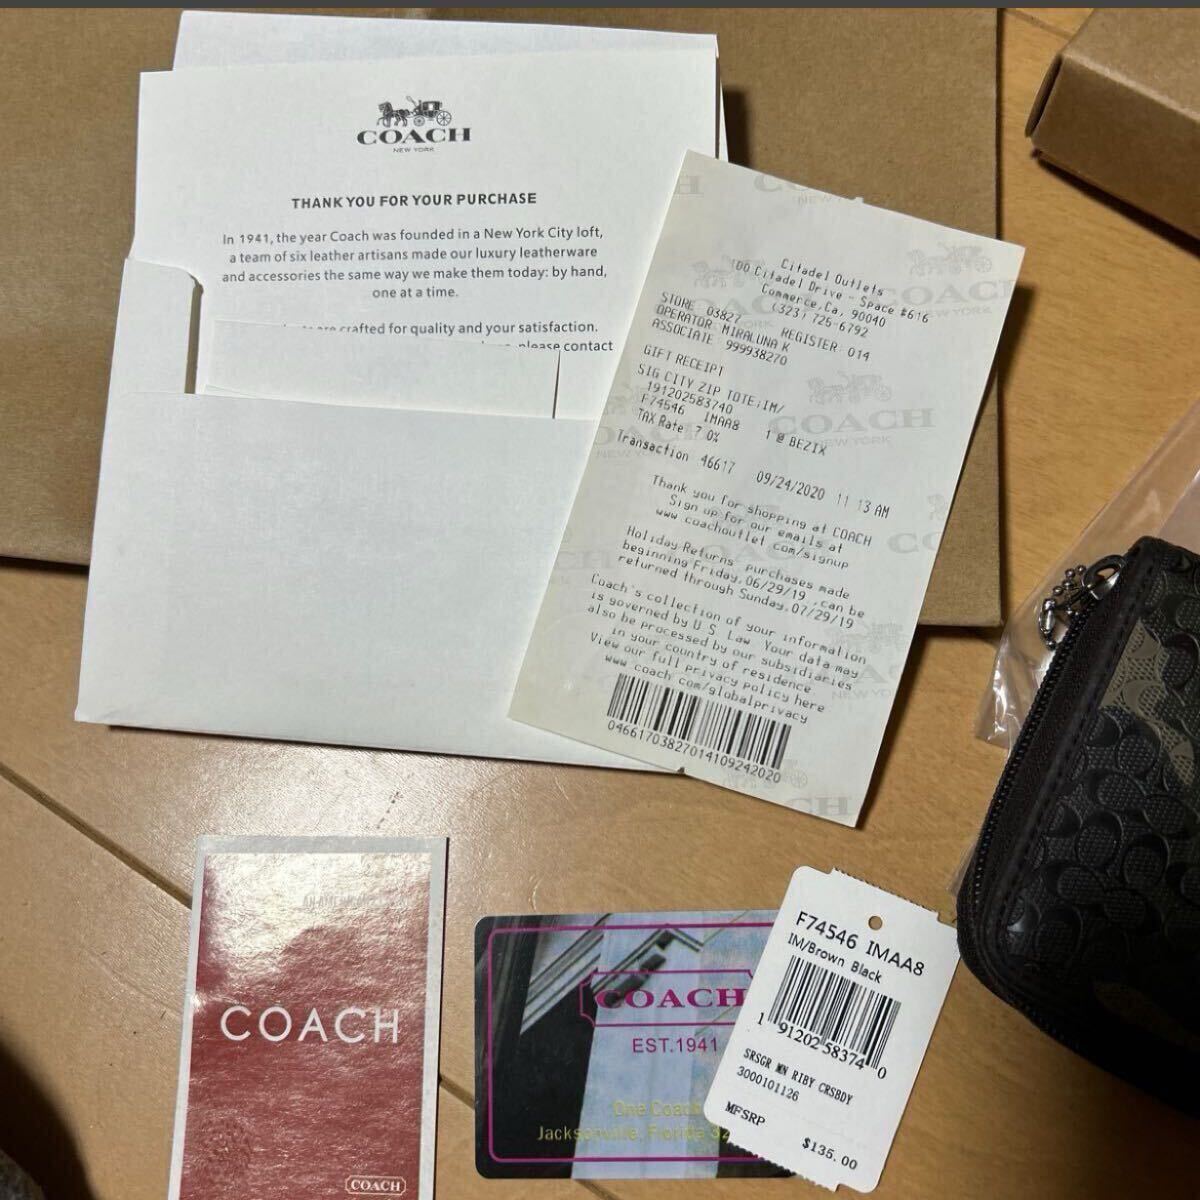 COACH
NEW YORK
THANK YOU FOR YOUR PURCHASE
In 1941, the year Coach was founded in a New York City loft,
a team of six leather artisans made our luxury leatherware
and accessories the same way we make them today: by hand,
one at a time.
crafted for quality and your satisfaction.
please contact
Citadel Outlets
100 Citadel Drive - Space #616
Commerce, Ca, 90040
(323) 725-6792
STORE 03827 REGISTER: 014
OPERATOR MIRALUNA K
ASSOCIATE 999938270
GIFT RECEIPT
SIG CITY ZIP TOTE;IM/
191202583740
F74546 IMAA8 1 @ BEZIX
TAX Rate 7.0%
Transaction 46617 09/24/2020 11 13 AM
Thank you for shopping at COACH
Sign up for our emails at
www coachoutlet com/signup
Holiday Returns purchases made
beginning Friday, 06/29/19 ,can be
returned through Sunday, 07/29/19
Coach's collection of your information
is governed by U S. Law Your data may
also be processed by our subsidiaries
in your country of residence
View our full privacy policy here
www coach com/globalprivacy
04661703827014109242020
COACH
COACH
COACH
EST.1941
One Coach
Jacksonville, Florida 32
F74546 IMAA8
IM/Brown Black
1 91202 58374 0
SRSGR MN RIBY CRSBDY
3000101126
MFSRP
$135.00